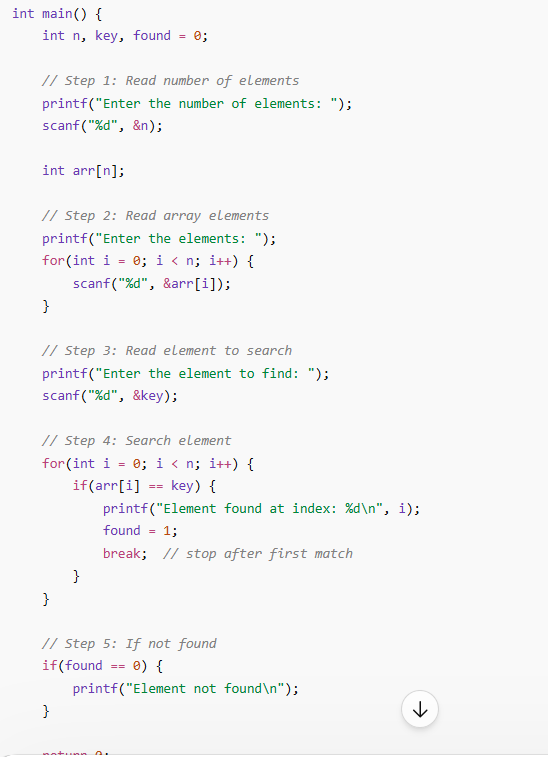 int main() {
    int n, key, found = 0;
    // Step 1: Read number of elements
    printf("Enter the number of elements: ");
    scanf("%d", &n);
    int arr[n];
    // Step 2: Read array elements
    printf("Enter the elements: ");
    for(int i = 0; i < n; i++) {
        scanf("%d", &arr[i]);
    }
    // Step 3: Read element to search
    printf("Enter the element to find: ");
    scanf("%d", &key);
    // Step 4: Search element
    for(int i = 0; i < n; i++) {
        if(arr[i] == key) {
            printf("Element found at index: %d\n", i);
            found = 1;
            break;  // stop after first match
        }
    }
    // Step 5: If not found
    if(found == 0) {
        printf("Element not found\n");
    }